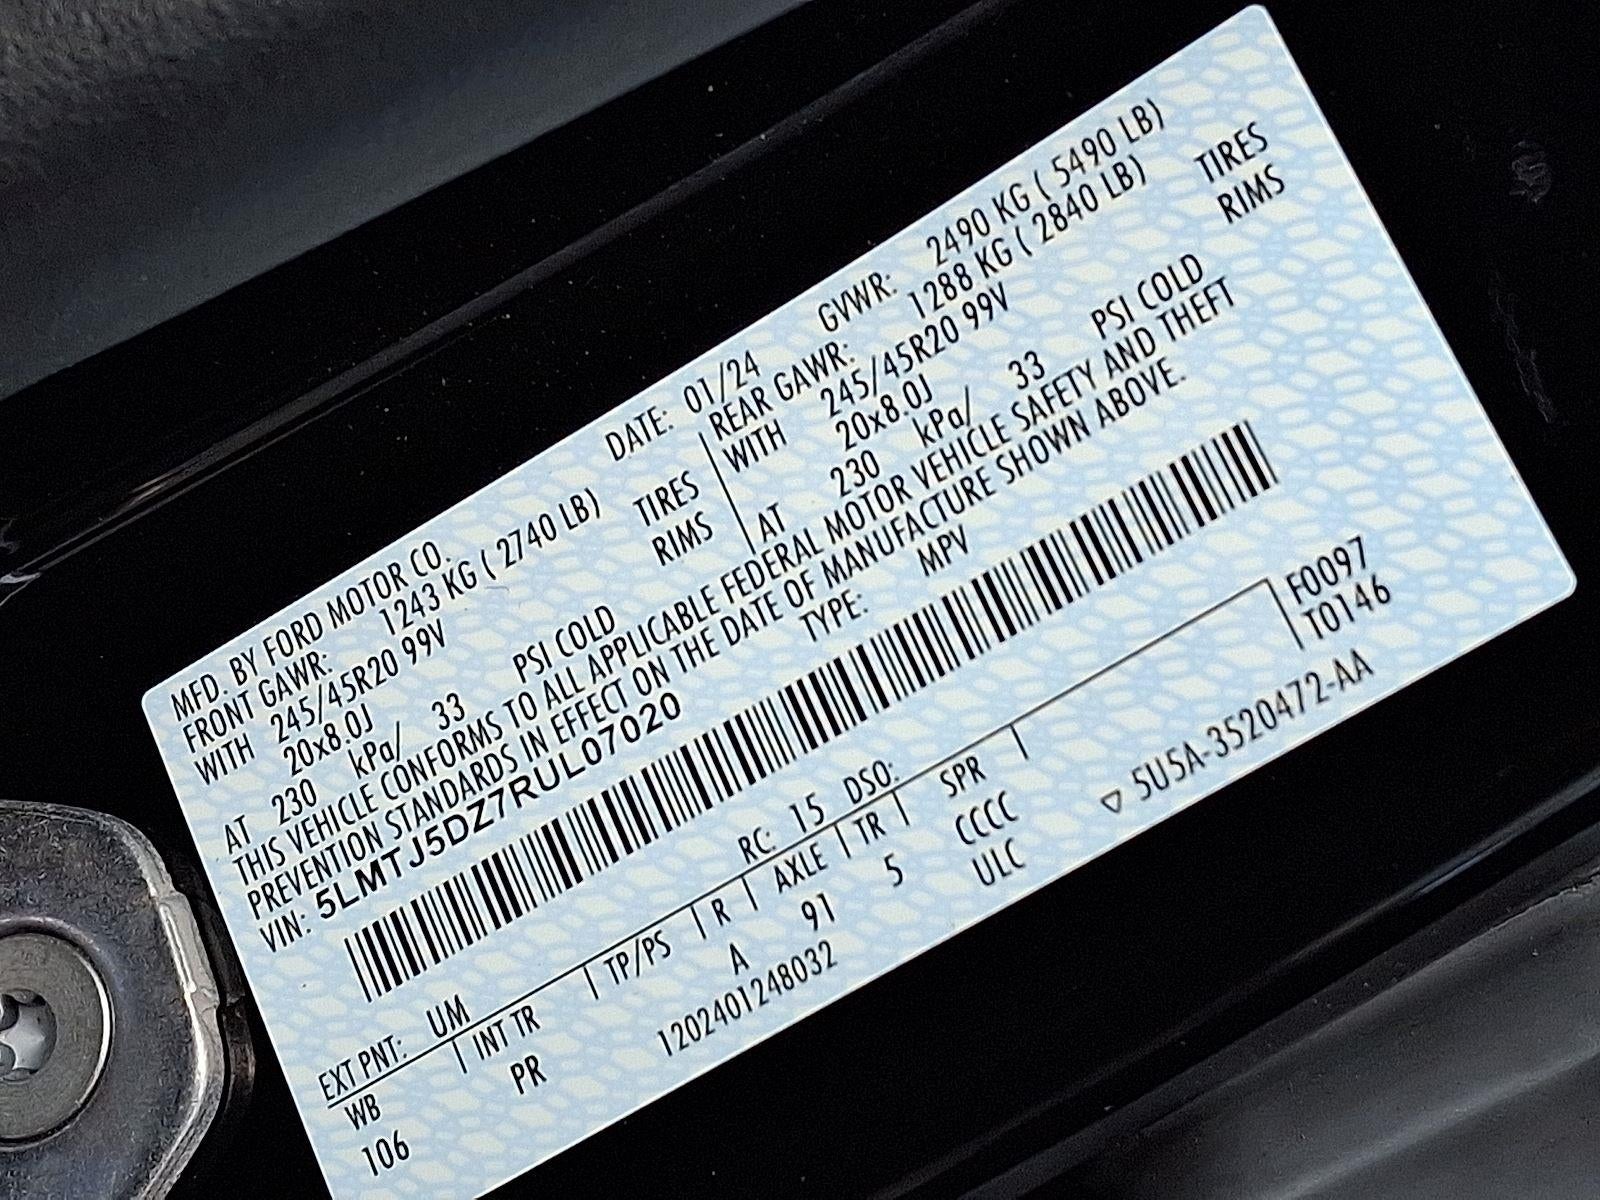 MFD. BY FORD MOTOR CO. DATE: 01/24 GVWR: 2490 KG ( 5490 LB)
FRONT GAWR: 1243 KG ( 2740 LB) REAR GAWR: 1288 KG ( 2840 LB)
WITH 245/45R20 99V TIRES WITH 245/45R20 99V TIRES
20x8.0J RIMS 20x8.0J RIMS
AT 230 kPa/ 33 PSI COLD AT 230 kPa/ 33 PSI COLD
THIS VEHICLE CONFORMS TO ALL APPLICABLE FEDERAL MOTOR VEHICLE SAFETY AND THEFT
PREVENTION STANDARDS IN EFFECT ON THE DATE OF MANUFACTURE SHOWN ABOVE.
VIN: 5LMTJ5DZ7RUL07020 TYPE: MPV
EXT PNT: UM RC: 15 DSO: F0097
WB INT TR TP/PS R AXLE TR SPR T0146
106 PR A 91 5 CCCC
ULC
1202401248032 ▽ 5U5A-3520472-AA